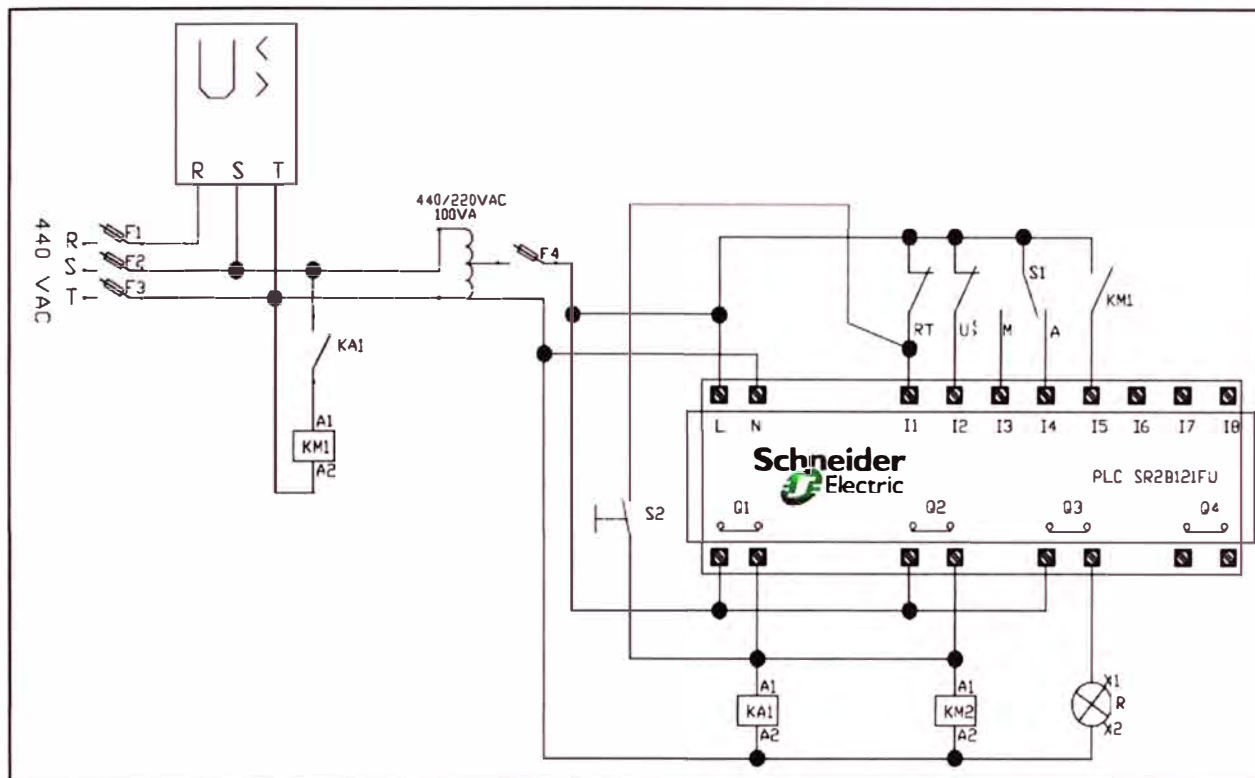 U < >
R S T
440/220VAC
100VA
440 VAC
R F1
S F2
T F3
F4
KA1
A1
KM1
A2
S1
KM1
RT U M A
L N I1 I2 I3 I4 I5 I6 I7 I8
Schneider
Electric
PLC SR2B121FU
S2
Q1 Q2 Q3 Q4
A1
KA1
A2
A1
KM2
A2
X1
R
X2